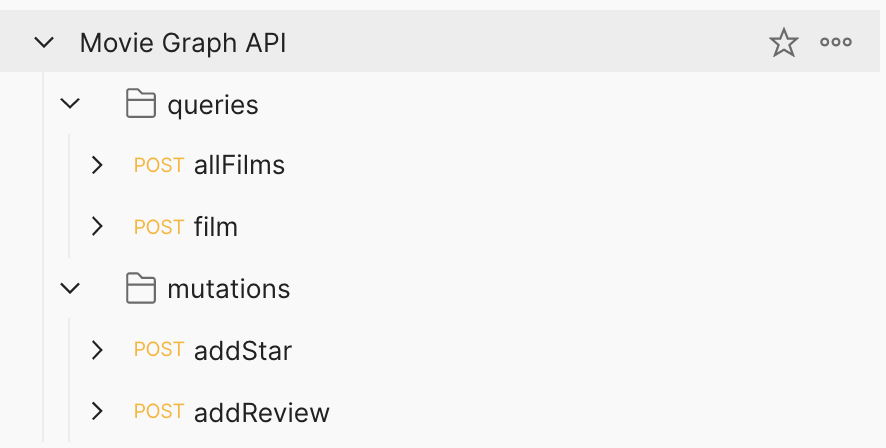 Movie Graph API
queries
POST allFilms
POST film
mutations
POST addStar
POST addReview